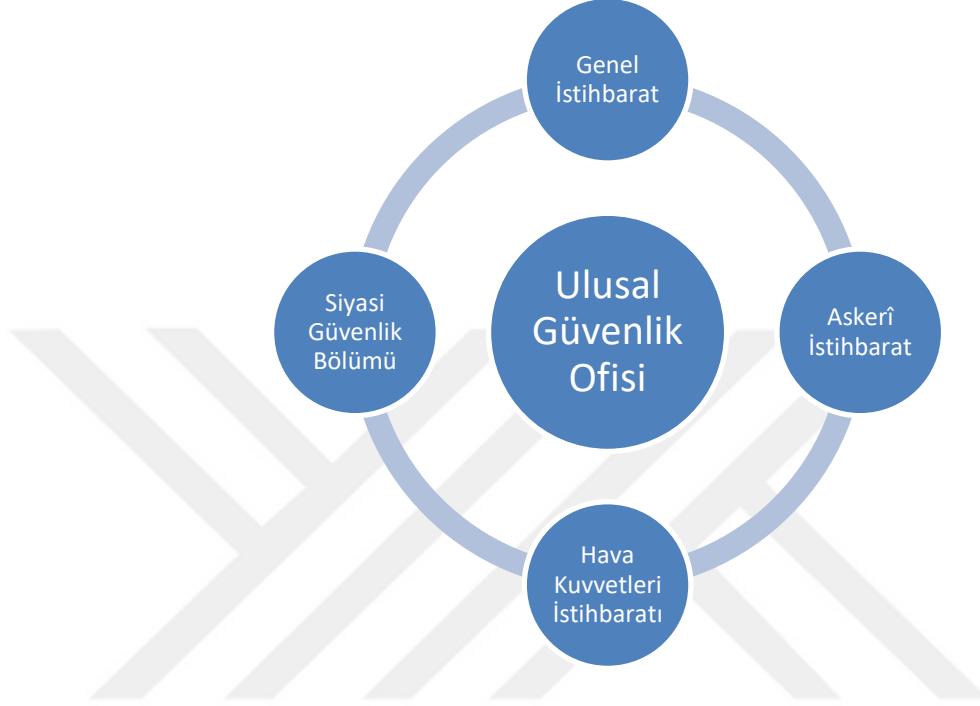 Genel
İstihbarat
Ulusal
Güvenlik
Ofisi
Siyasi
Güvenlik
Bölümü
Askerî
İstihbarat
Hava
Kuvvetleri
İstihbaratı